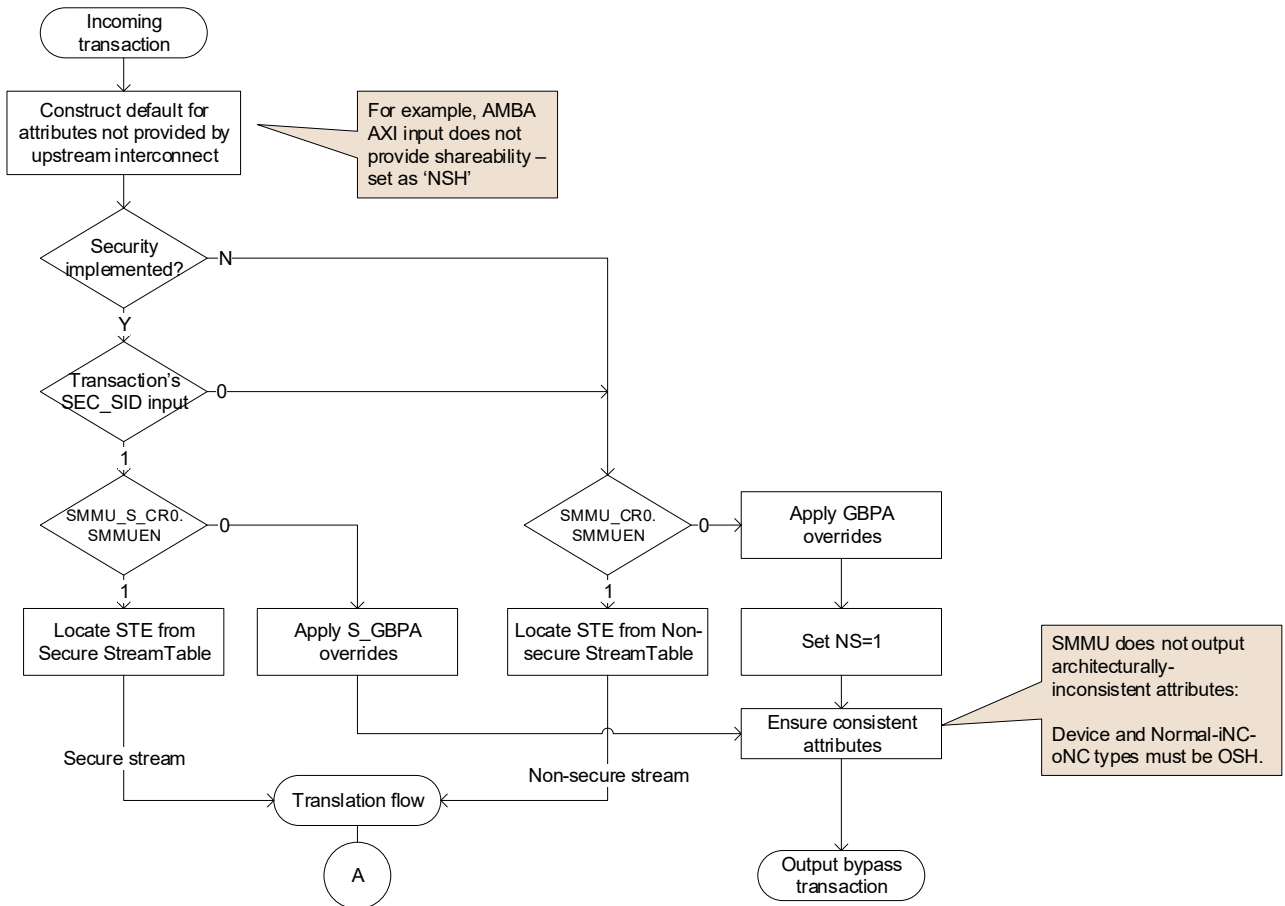 Incoming
transaction
Construct default for
attributes not provided by
upstream interconnect
For example, AMBA
AXI input does not
provide shareability –
set as ‘NSH’
Security
implemented?
N
Y
Transaction’s
SEC_SID input
0
1
SMMU_S_CR0.
SMMUEN
0
1
SMMU_CR0.
SMMUEN
0
1
Apply GBPA
overrides
Locate STE from
Secure StreamTable
Apply S_GBPA
overrides
Locate STE from Non-
secure StreamTable
Set NS=1
SMMU does not output
architecturally-
inconsistent attributes:
Device and Normal-iNC-
oNC types must be OSH.
Ensure consistent
attributes
Secure stream
Non-secure stream
Translation flow
A
Output bypass
transaction